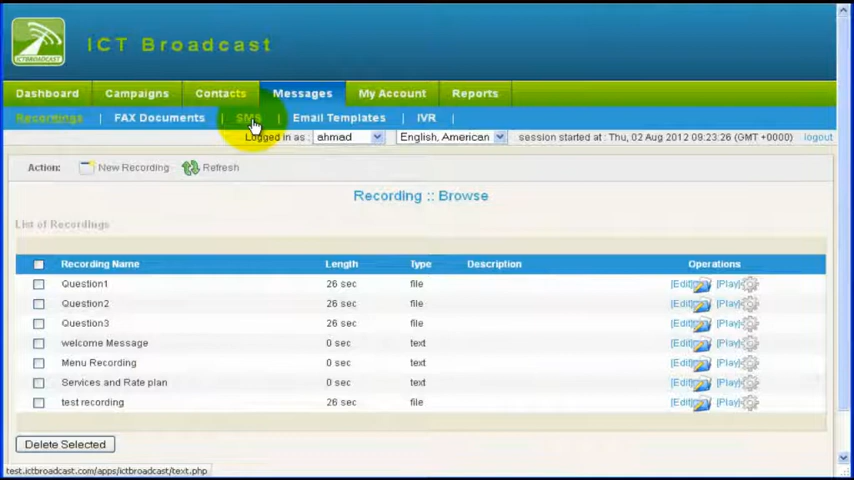 ICTBROADCAST
ICT Broadcast
Dashboard Campaigns Contacts Messages My Account Reports
Recordings | FAX Documents | SMS | Email Templates | IVR |
Logged in as : ahmad English, American session started at : Thu, 02 Aug 2012 09:23:26 (GMT +0000) logout
Action: New Recording Refresh
Recording :: Browse
List of Recordings
Recording Name Length Type Description Operations
Question1 26 sec file [Edit] [Play]
Question2 26 sec file [Edit] [Play]
Question3 26 sec file [Edit] [Play]
welcome Message 0 sec text [Edit] [Play]
Menu Recording 0 sec text [Edit] [Play]
Services and Rate plan 0 sec text [Edit] [Play]
test recording 26 sec file [Edit] [Play]
Delete Selected
test.ictbroadcast.com/apps/ictbroadcast/text.php